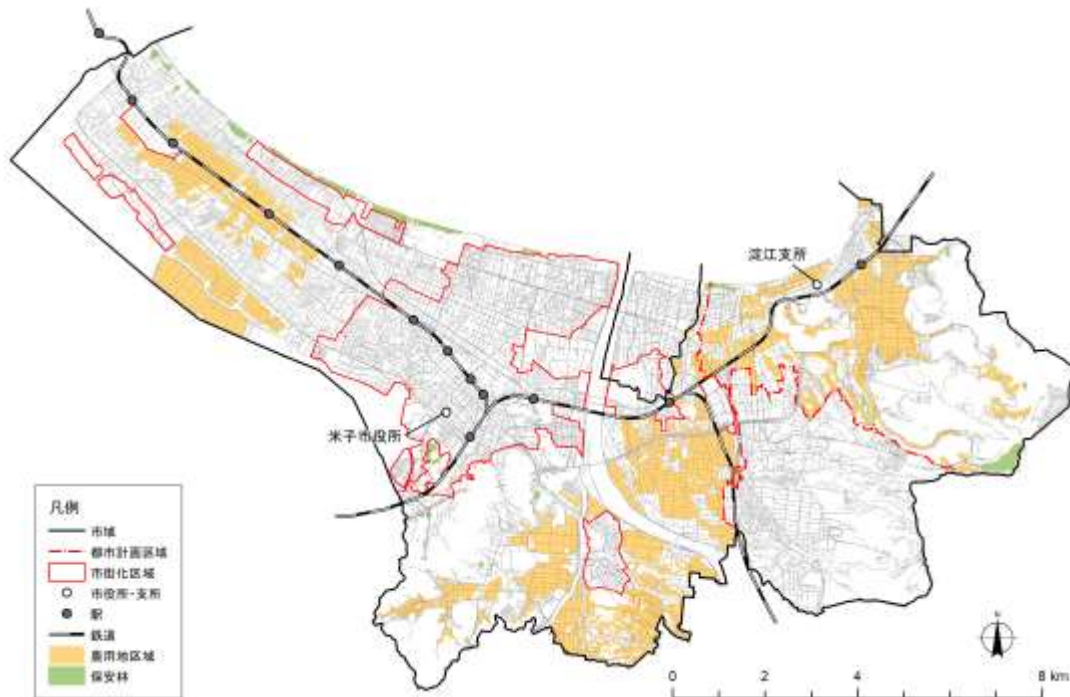 淀江支所
米子市役所
凡例
市域
都市計画区域
市街化区域
市役所・支所
駅
鉄道
農用地区域
保安林
N
0 2 4 8 km